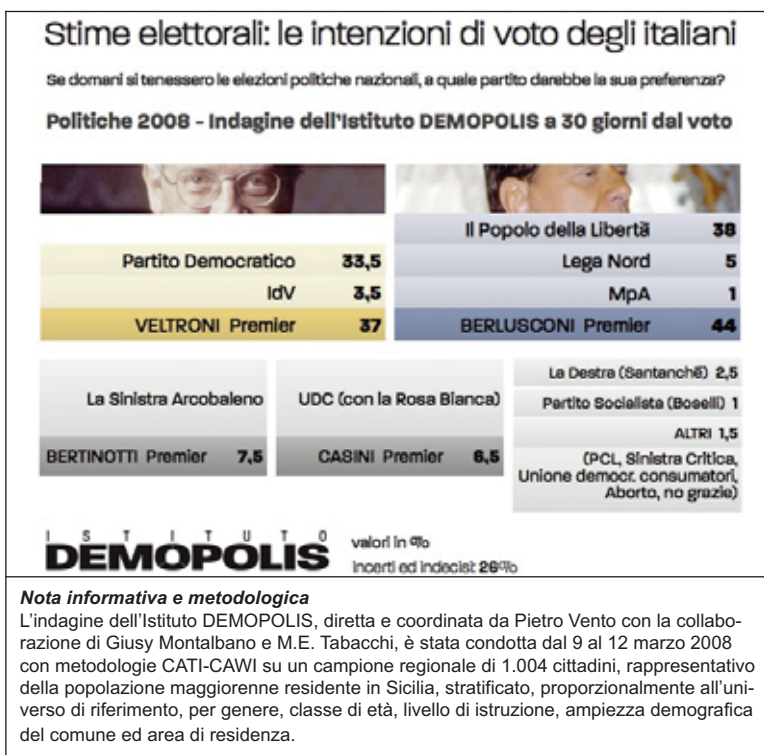 Stime elettorali: le intenzioni di voto degli italiani
Se domani si tenessero le elezioni politiche nazionali, a quale partito darebbe la sua preferenza?
Politiche 2008 - Indagine dell'Istituto DEMOPOLIS a 30 giorni dal voto
Partito Democratico 33,5
IdV 3,5
VELTRONI Premier 37
Il Popolo della Libertà 38
Lega Nord 5
MpA 1
BERLUSCONI Premier 44
La Sinistra Arcobaleno
BERTINOTTI Premier 7,5
UDC (con la Rosa Bianca)
CASINI Premier 6,5
La Destra (Santanchè) 2,5
Partito Socialista (Boselli) 1
ALTRI 1,5
(PCL, Sinistra Critica,
Unione democr. consumatori,
Aborto, no grazie)
ISTITUTO
DEMOPOLIS
valori in %
incerti ed indecisi: 26%
Nota informativa e metodologica
L'indagine dell'Istituto DEMOPOLIS, diretta e coordinata da Pietro Vento con la collabo-
razione di Giusy Montalbano e M.E. Tabacchi, è stata condotta dal 9 al 12 marzo 2008
con metodologie CATI-CAWI su un campione regionale di 1.004 cittadini, rappresentativo
della popolazione maggiorenne residente in Sicilia, stratificato, proporzionalmente all'uni-
verso di riferimento, per genere, classe di età, livello di istruzione, ampiezza demografica
del comune ed area di residenza.